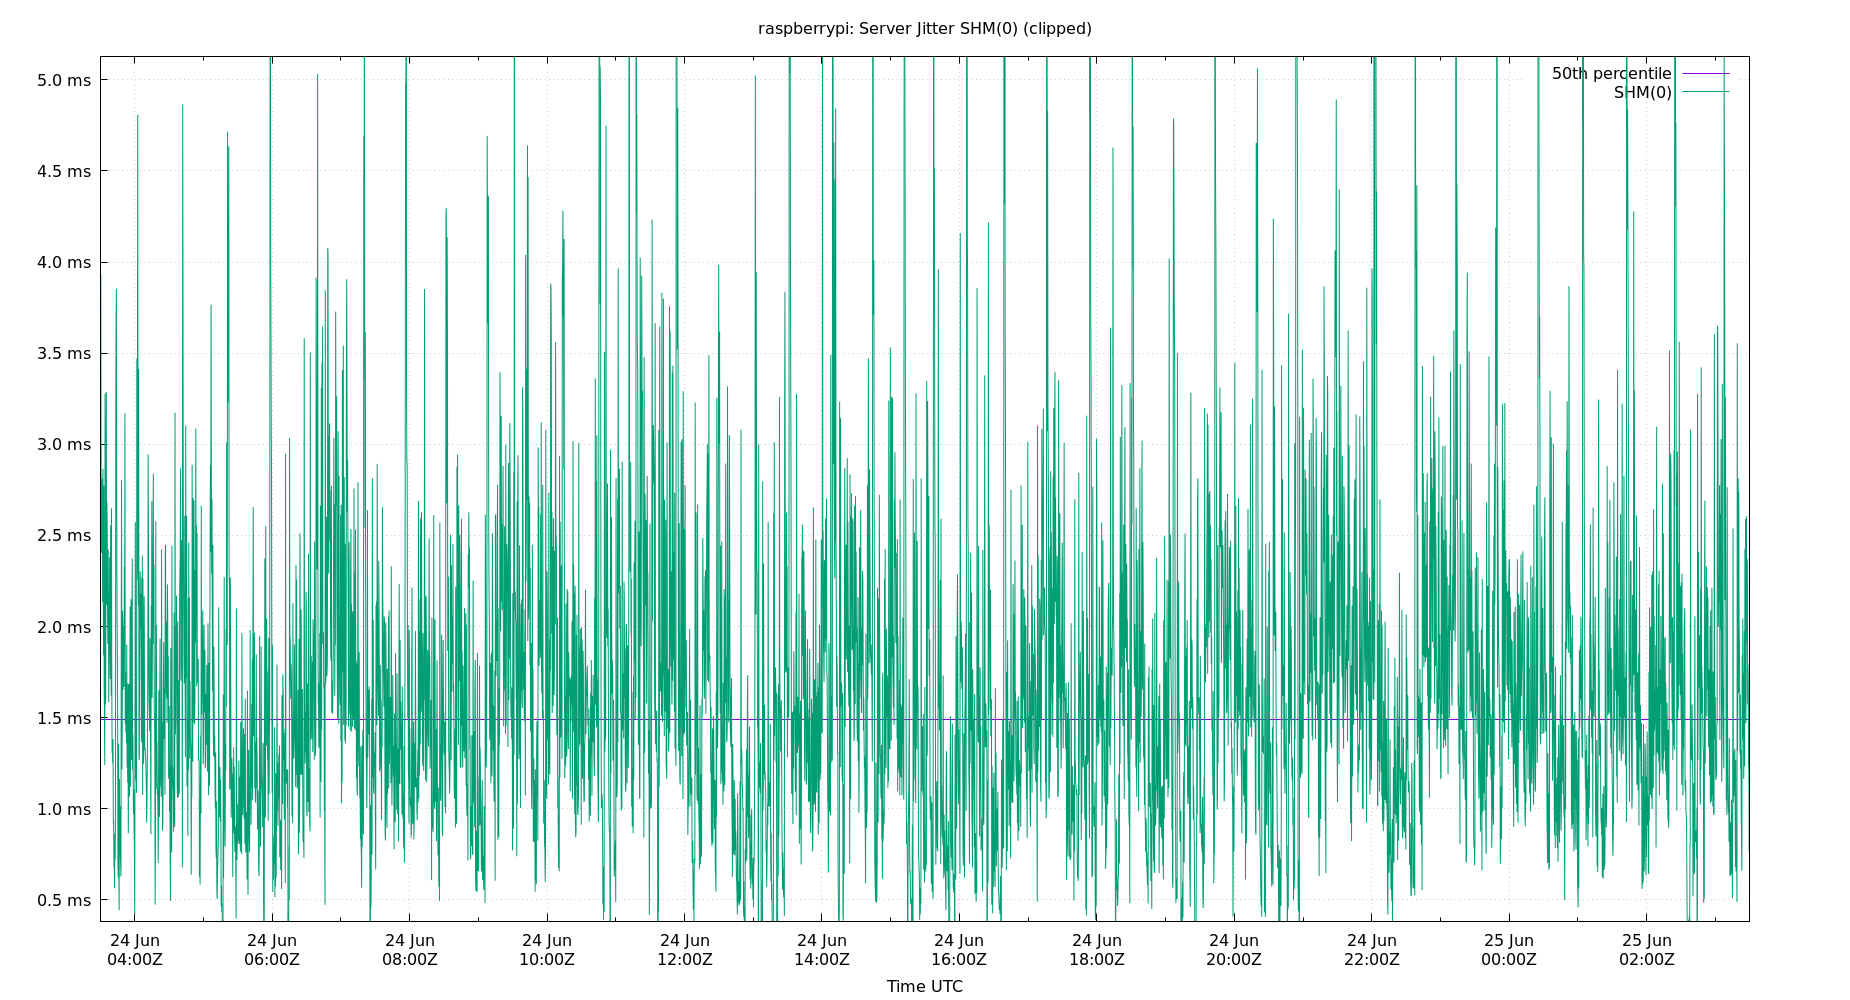 raspberrypi: Server Jitter SHM(0) (clipped)
50th percentile
SHM(0)
5.0 ms
4.5 ms
4.0 ms
3.5 ms
3.0 ms
2.5 ms
2.0 ms
1.5 ms
1.0 ms
0.5 ms
24 Jun 24 Jun 24 Jun 24 Jun 24 Jun 24 Jun 24 Jun 24 Jun 24 Jun 24 Jun 25 Jun 25 Jun
04:00Z 06:00Z 08:00Z 10:00Z 12:00Z 14:00Z 16:00Z 18:00Z 20:00Z 22:00Z 00:00Z 02:00Z
Time UTC